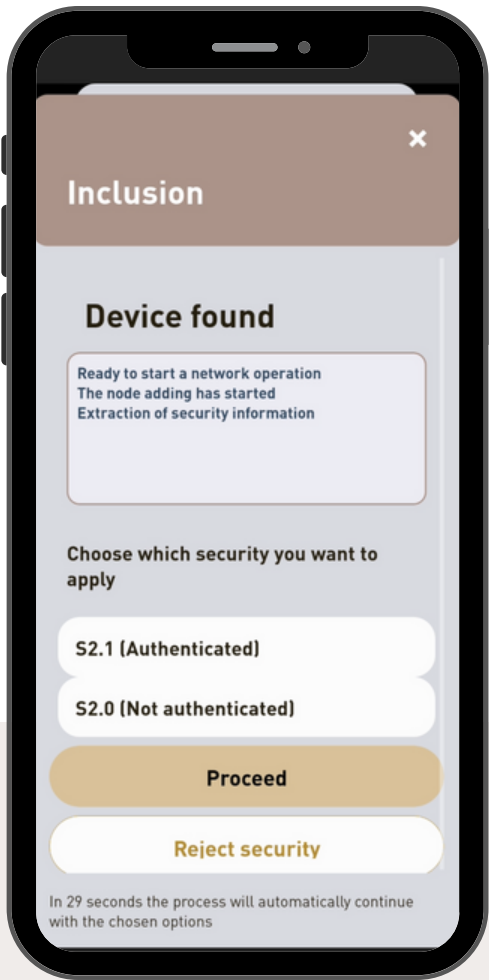 Inclusion
Device found
Ready to start a network operation
The node adding has started
Extraction of security information
Choose which security you want to
apply
S2.1 (Authenticated)
S2.0 (Not authenticated)
Proceed
Reject security
In 29 seconds the process will automatically continue
with the chosen options